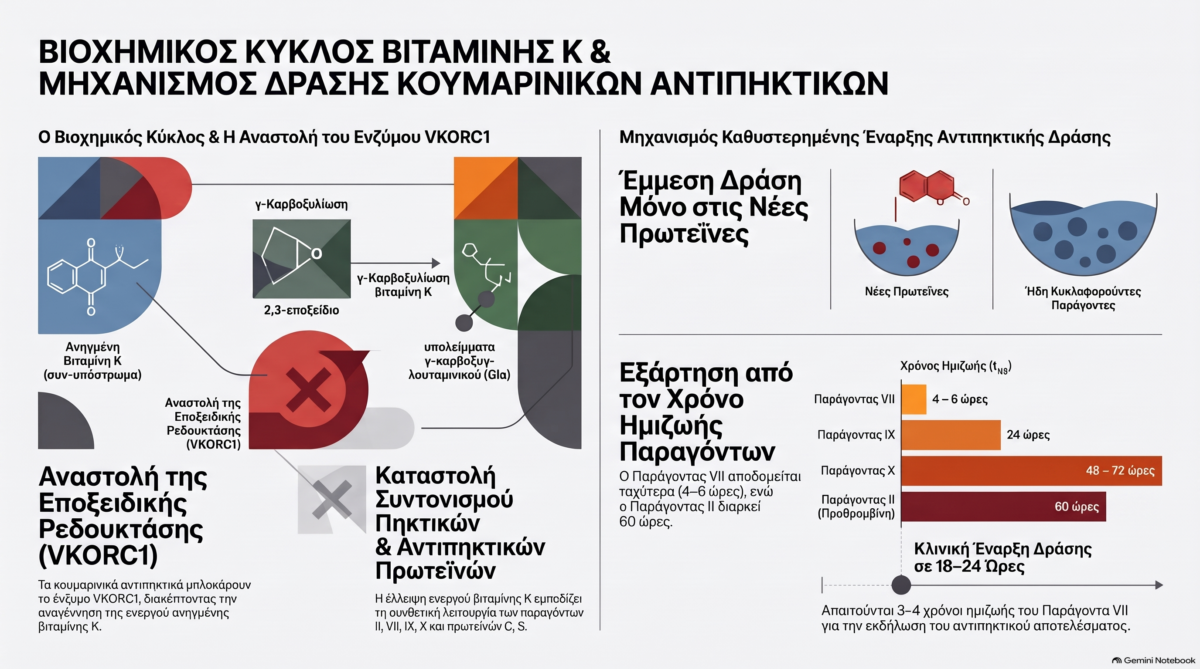 ΒΙΟΧΗΜΙΚΟΣ ΚΥΚΛΟΣ ΒΙΤΑΜΙΝΗΣ Κ &
ΜΗΧΑΝΙΣΜΟΣ ΔΡΑΣΗΣ ΚΟΥΜΑΡΙΝΙΚΩΝ ΑΝΤΙΠΗΚΤΙΚΩΝ
Ο Βιοχημικός Κύκλος & Η Αναστολή του Ενζύμου VKORC1
γ-Καρβοξυλίωση
O
O
O
γ-Καρβοξυλίωση
βιταμίνη Κ
2,3-εποξείδιο
Ανηγμένη
Βιταμίνη Κ
(συν-υπόστρωμα)
υπολείμματα
γ-καρβοξυγ-
λουταμινικού (Gla)
Αναστολή της
Εποξειδικής
Ρεδουκτάσης
(VKORC1)
Αναστολή της
Εποξειδικής
Ρεδουκτάσης
(VKORC1)
Τα κουμαρινικά αντιπηκτικά μπλοκάρουν
το ένζυμο VKORC1, διακέπτοντας την
αναγέννηση της ενεργού ανηγμένης
βιταμίνης Κ.
Καταστολή
Συντονισμού
Πηκτικών
& Αντιπηκτικών
Πρωτεϊνών
Η έλλειψη ενεργού βιταμίνης Κ εμποδίζει
τη συνθετική λειτουργία των παραγόντων
II, VII, IX, X και πρωτεϊνών C, S.
Μηχανισμός Καθυστερημένης Έναρξης Αντιπηκτικής Δράσης
Έμμεση Δράση
Μόνο στις Νέες
Πρωτεΐνες
O
O
Νέες Πρωτεΐνες
Ήδη Κυκλαφορούντες
Παράγοντες
Εξάρτηση από
τον Χρόνο
Ημιζωής
Παραγόντων
Ο Παράγοντας VII αποδομείται
ταχύτερα (4–6 ώρες), ενώ
ο Παράγοντας II διαρκεί
60 ώρες.
Χρόνος Ημιζωής (tN8)
Παράγοντας VII
4 – 6 ώρες
Παράγοντας IX
24 ώρες
Παράγοντας X
48 – 72 ώρες
Παράγοντας II
(Προθρομβίνη)
60 ώρες
Κλινική Έναρξη Δράσης
σε 18–24 Ώρες
Απαιτούνται 3–4 χρόνοι ημιζωής του Παράγοντα VII
για την εκδήλωση του αντιπηκτικού αποτελέσματος.
Gemini Notebook